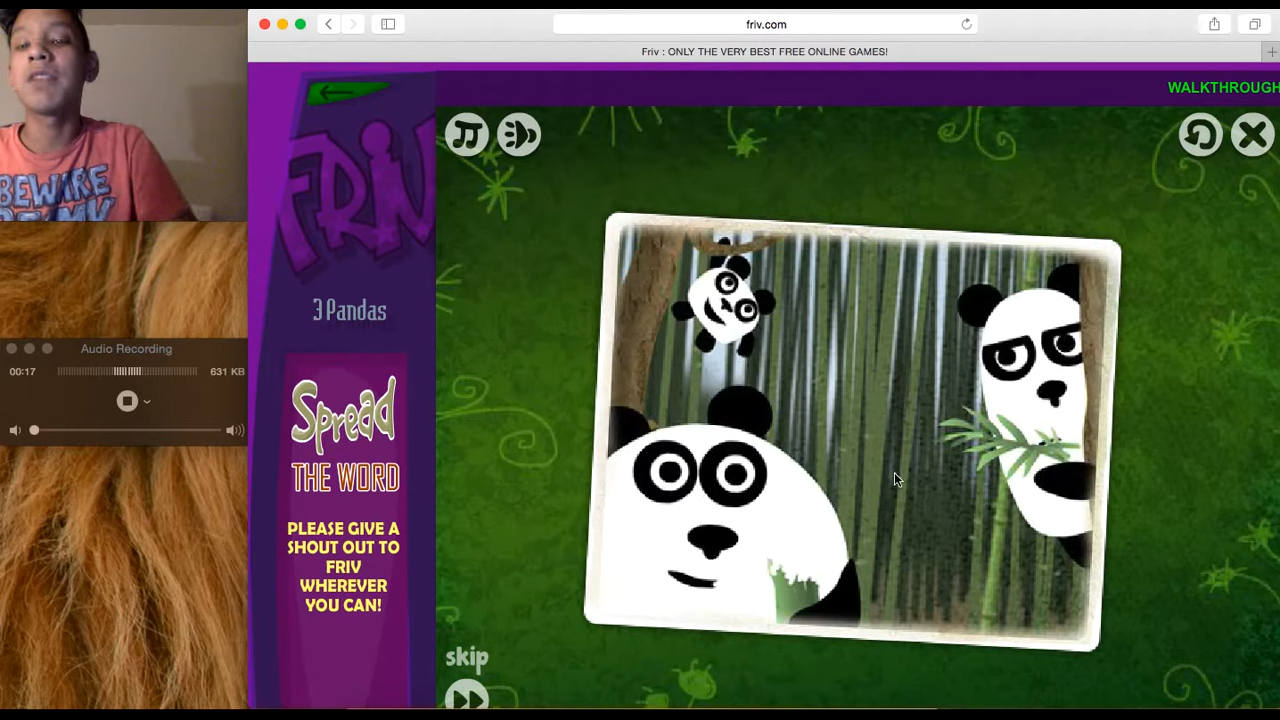 friv.com
Friv : ONLY THE VERY BEST FREE ONLINE GAMES!
WALKTHROUGH
FRIV
3 Pandas
Spread
THE WORD
PLEASE GIVE A
SHOUT OUT TO
FRIV
WHEREVER
YOU CAN!
BEWARE
Audio Recording
00:17
631 KB
skip